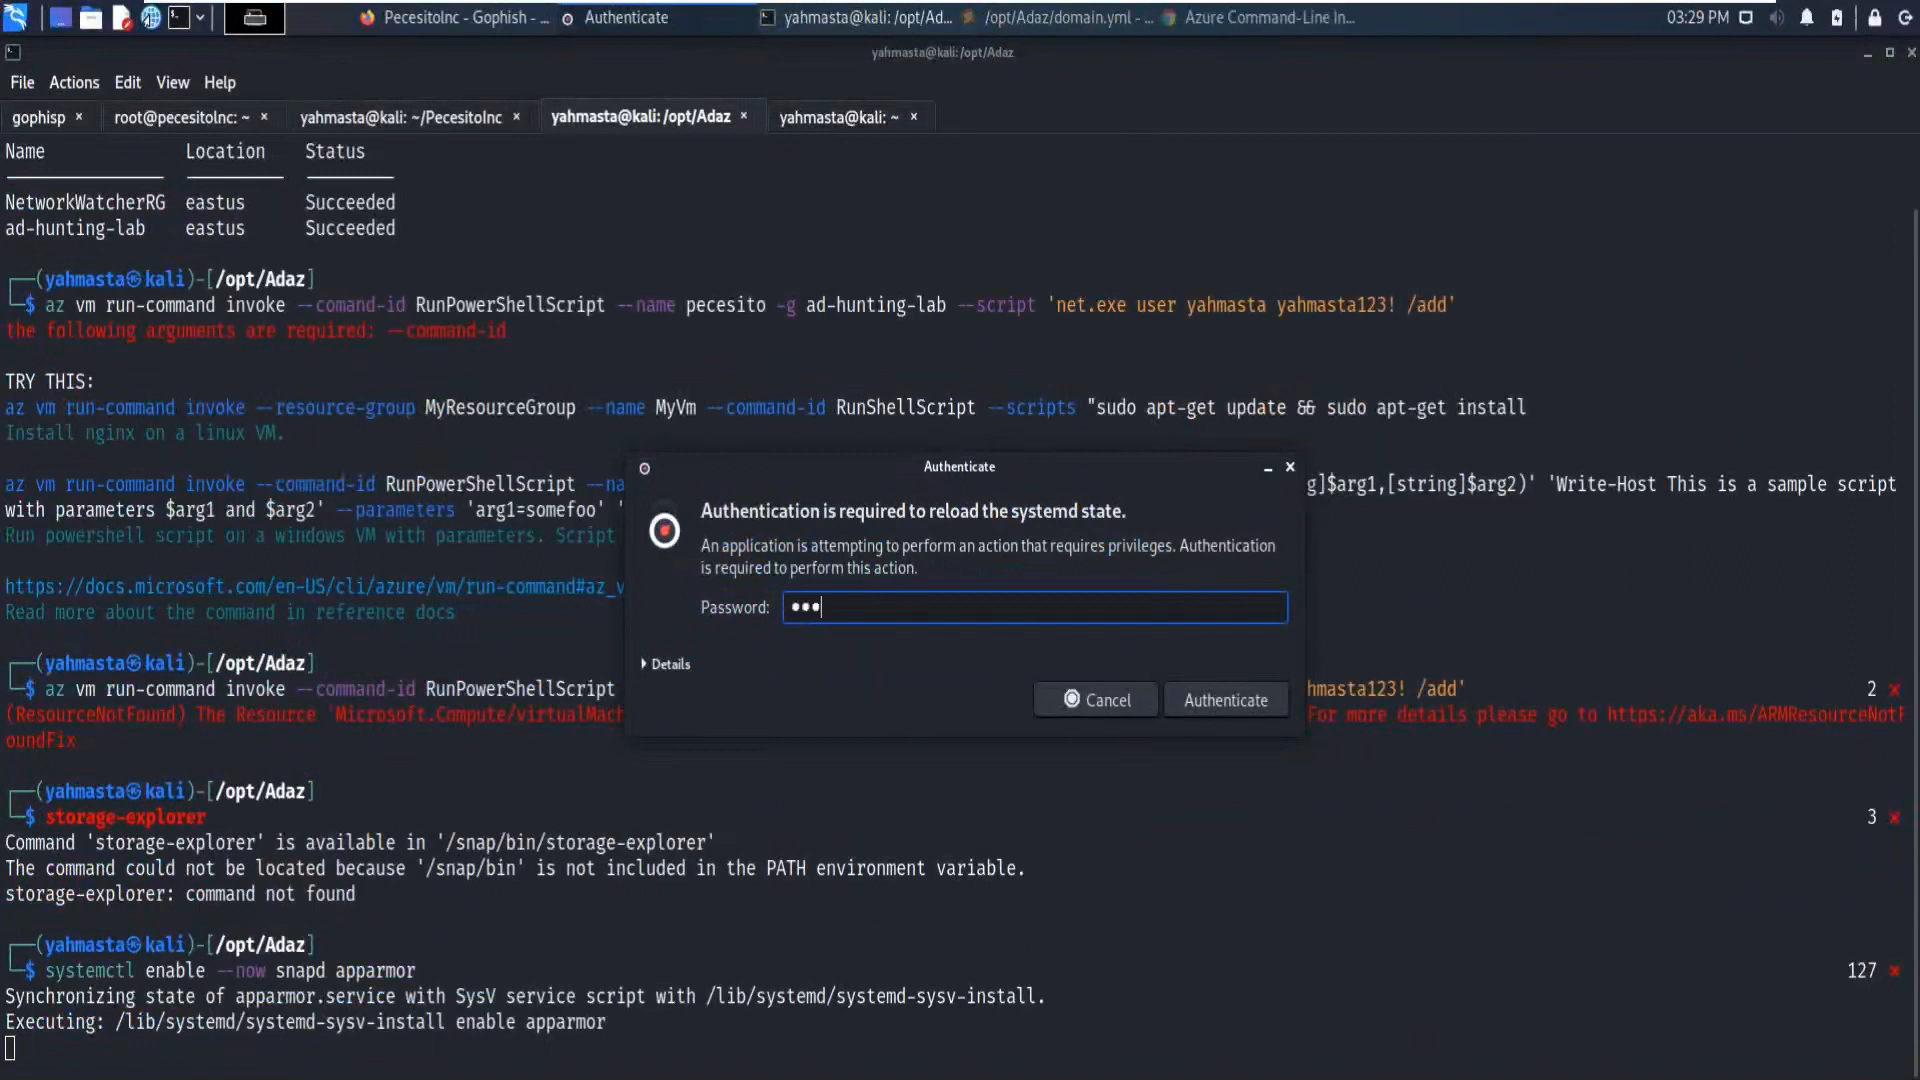 PecesitoInc - Gophish - ...
Authenticate
yahmasta@kali: /opt/Ad...
/opt/Adaz/domain.yml - ...
Azure Command-Line In...
03:29 PM
yahmasta@kali: /opt/Adaz
File Actions Edit View Help
gophisp ×
root@pecesitoInc: ~ ×
yahmasta@kali: ~/PecesitoInc ×
yahmasta@kali: /opt/Adaz ×
yahmasta@kali: ~ ×
Name Location Status
NetworkWatcherRG eastus Succeeded
ad-hunting-lab eastus Succeeded
(yahmasta㉿kali)-[/opt/Adaz]
$ az vm run-command invoke --comand-id RunPowerShellScript --name pecesito -g ad-hunting-lab --script 'net.exe user yahmasta yahmasta123! /add'
the following arguments are required: --command-id
TRY THIS:
az vm run-command invoke --resource-group MyResourceGroup --name MyVm --command-id RunShellScript --scripts "sudo apt-get update && sudo apt-get install
Install nginx on a linux VM.
az vm run-command invoke --command-id RunPowerShellScript --na g]$arg1,[string]$arg2)' 'Write-Host This is a sample script
with parameters $arg1 and $arg2' --parameters 'arg1=somefoo' '
Run powershell script on a windows VM with parameters. Script
https://docs.microsoft.com/en-US/cli/azure/vm/run-command#az_v
Read more about the command in reference docs
(yahmasta㉿kali)-[/opt/Adaz]
$ az vm run-command invoke --command-id RunPowerShellScript hmasta123! /add' 2 ×
(ResourceNotFound) The Resource 'Microsoft.Compute/virtualMach For more details please go to https://aka.ms/ARMResourceNotF
oundFix
(yahmasta㉿kali)-[/opt/Adaz]
$ storage-explorer 3 ×
Command 'storage-explorer' is available in '/snap/bin/storage-explorer'
The command could not be located because '/snap/bin' is not included in the PATH environment variable.
storage-explorer: command not found
(yahmasta㉿kali)-[/opt/Adaz]
$ systemctl enable --now snapd apparmor 127 ×
Synchronizing state of apparmor.service with SysV service script with /lib/systemd/systemd-sysv-install.
Executing: /lib/systemd/systemd-sysv-install enable apparmor
Authenticate
Authentication is required to reload the systemd state.
An application is attempting to perform an action that requires privileges. Authentication
is required to perform this action.
Password: •••
Details
Cancel
Authenticate